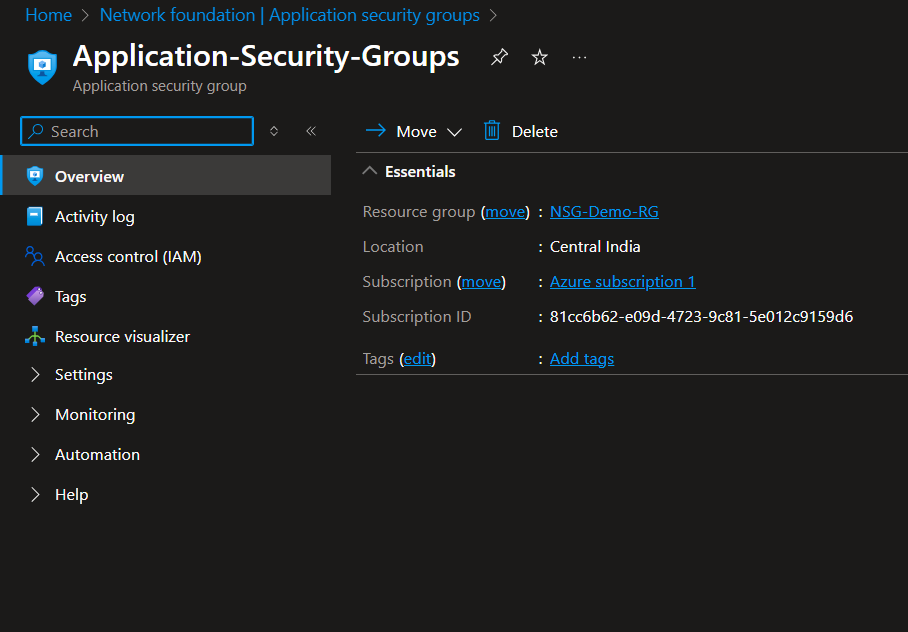 Home > Network foundation | Application security groups >
Application-Security-Groups ...
Application security group
Search
Move
Delete
Overview
Activity log
Access control (IAM)
Tags
Resource visualizer
Settings
Monitoring
Automation
Help
Essentials
Resource group (move) : NSG-Demo-RG
Location : Central India
Subscription (move) : Azure subscription 1
Subscription ID : 81cc6b62-e09d-4723-9c81-5e012c9159d6
Tags (edit) : Add tags